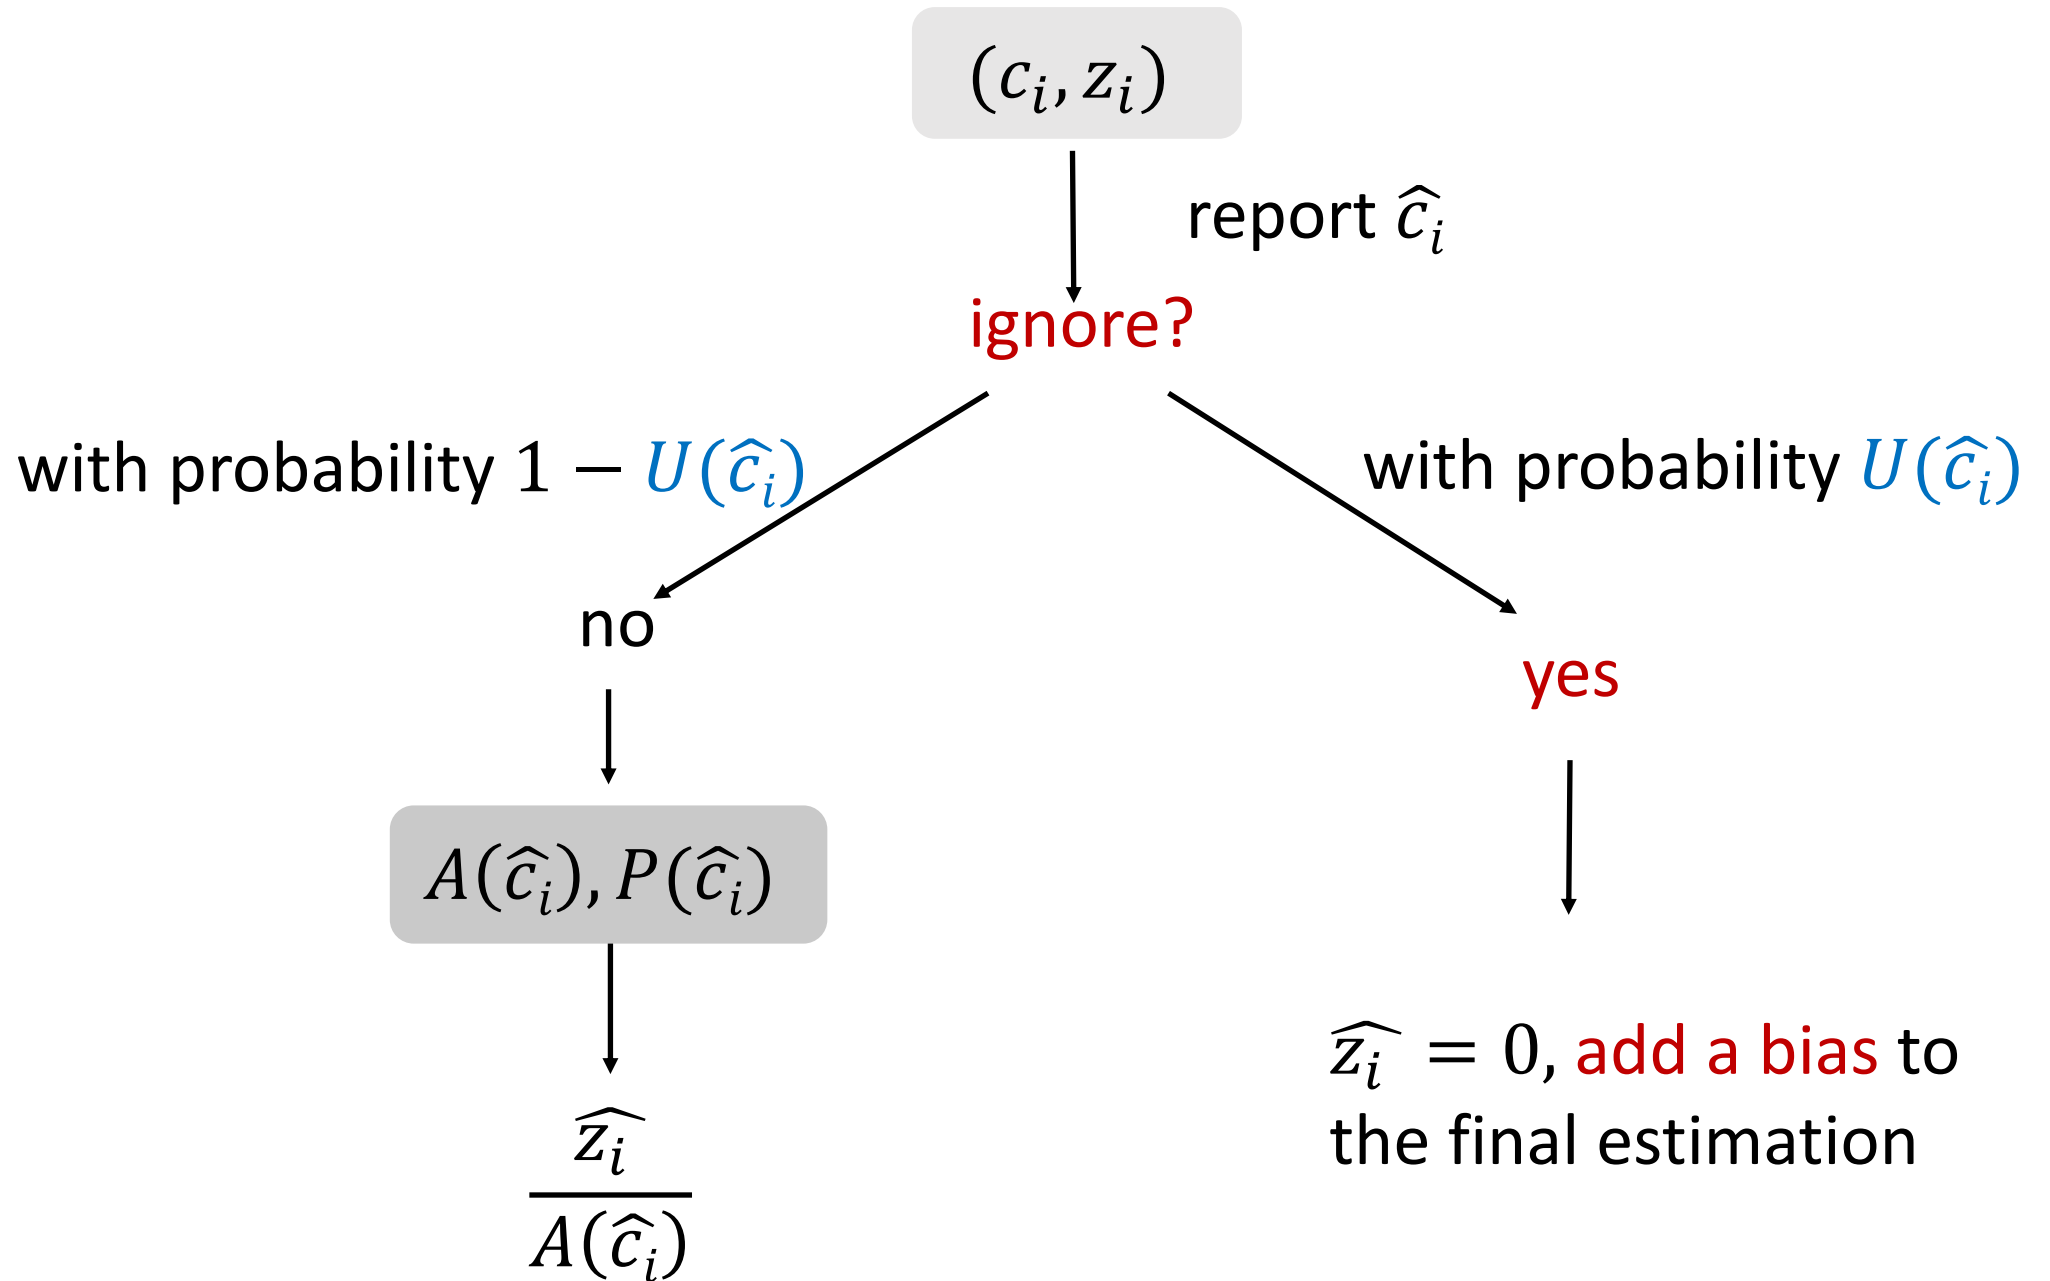 (c_i, z_i)
report ĉ_i
ignore?
with probability 1 − U(ĉ_i)
with probability U(ĉ_i)
no
yes
A(ĉ_i), P(ĉ_i)
ẑ_i = 0, add a bias to
the final estimation
ẑ_i
A(ĉ_i)